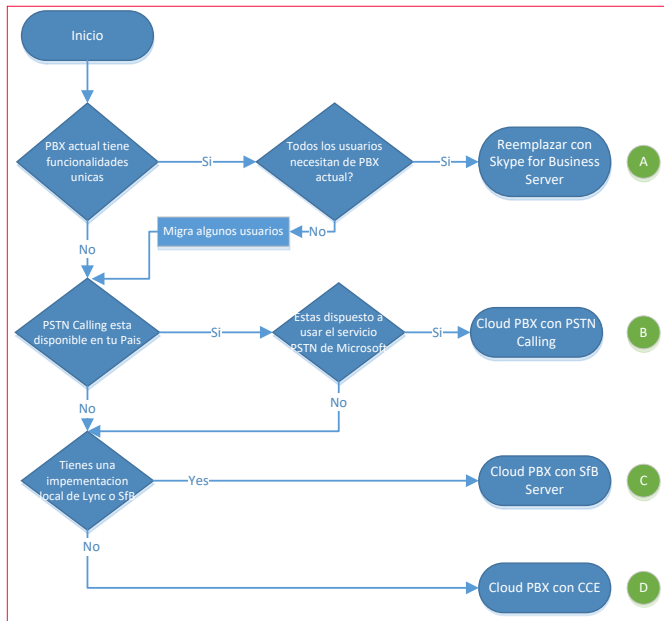 Inicio
PBX actual tiene
funcionalidades
unicas
Si
Todos los usuarios
necesitan de PBX
actual?
Si
Reemplazar con
Skype for Business
Server
A
Migra algunos usuarios
No
No
PSTN Calling esta
disponible en tu Pais
Si
Estas dispuesto a
usar el servicio
PSTN de Microsoft
Si
Cloud PBX con PSTN
Calling
B
No
No
Tienes una
impementacion
local de Lync o SfB
Yes
Cloud PBX con SfB
Server
C
No
Cloud PBX con CCE
D